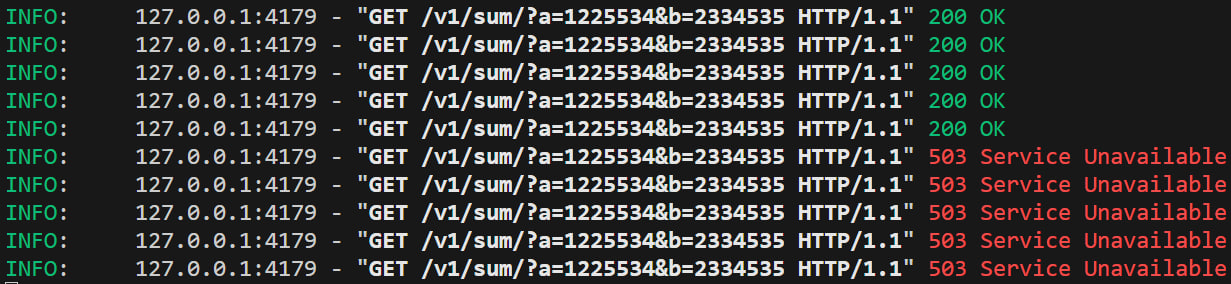 INFO:     127.0.0.1:4179 - "GET /v1/sum/?a=1225534&b=2334535 HTTP/1.1" 200 OK
INFO:     127.0.0.1:4179 - "GET /v1/sum/?a=1225534&b=2334535 HTTP/1.1" 200 OK
INFO:     127.0.0.1:4179 - "GET /v1/sum/?a=1225534&b=2334535 HTTP/1.1" 200 OK
INFO:     127.0.0.1:4179 - "GET /v1/sum/?a=1225534&b=2334535 HTTP/1.1" 200 OK
INFO:     127.0.0.1:4179 - "GET /v1/sum/?a=1225534&b=2334535 HTTP/1.1" 200 OK
INFO:     127.0.0.1:4179 - "GET /v1/sum/?a=1225534&b=2334535 HTTP/1.1" 503 Service Unavailable
INFO:     127.0.0.1:4179 - "GET /v1/sum/?a=1225534&b=2334535 HTTP/1.1" 503 Service Unavailable
INFO:     127.0.0.1:4179 - "GET /v1/sum/?a=1225534&b=2334535 HTTP/1.1" 503 Service Unavailable
INFO:     127.0.0.1:4179 - "GET /v1/sum/?a=1225534&b=2334535 HTTP/1.1" 503 Service Unavailable
INFO:     127.0.0.1:4179 - "GET /v1/sum/?a=1225534&b=2334535 HTTP/1.1" 503 Service Unavailable